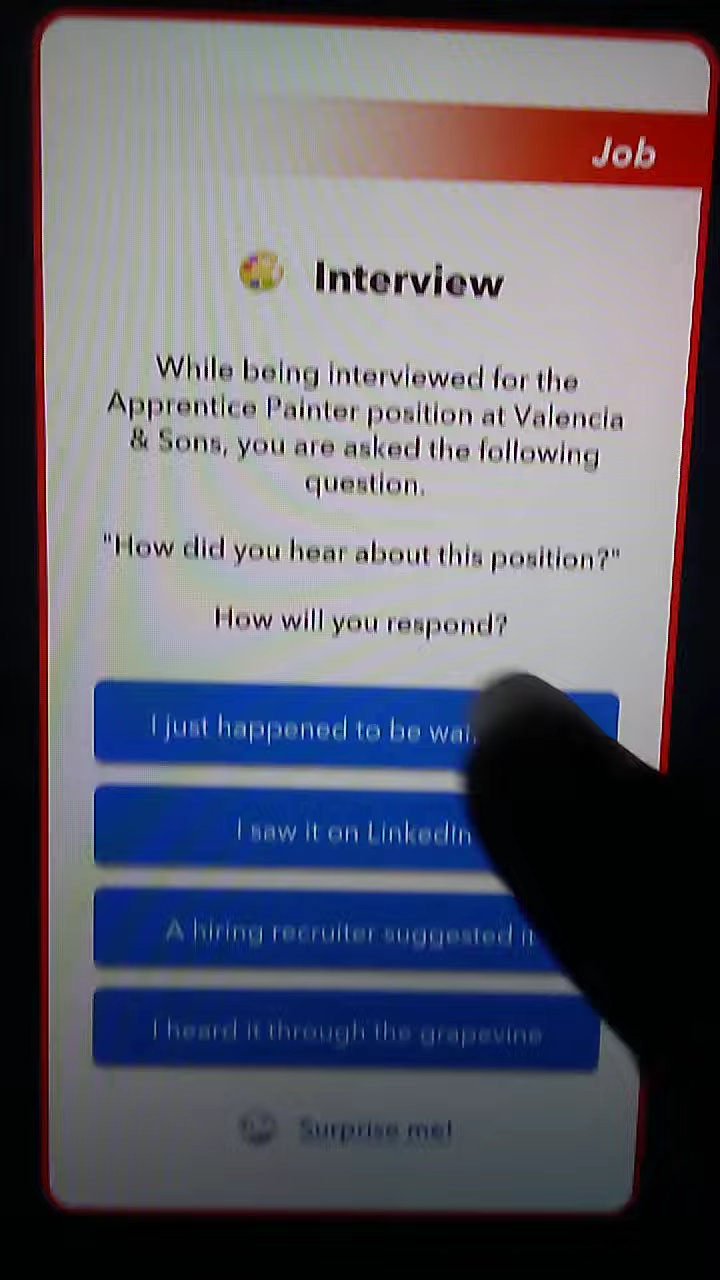 Job
Interview
While being interviewed for the
Apprentice Painter position at Valencia
& Sons, you are asked the following
question.
"How did you hear about this position?"
How will you respond?
I just happened to be
I saw it on LinkedIn
A hiring recruiter suggested it
I heard it through the grapevine
Surprise me!